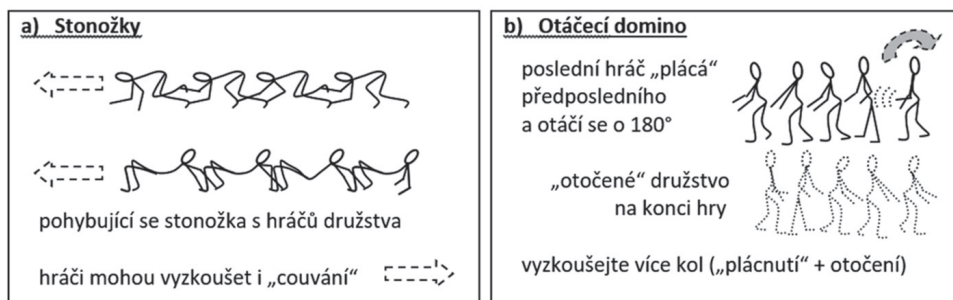 a) Stonožky
pohybující se stonožka s hráčů družstva
hráči mohou vyzkoušet i „couvání“
b) Otáčecí domino
poslední hráč „plácá“
předposledního
a otáčí se o 180°
„otočené“ družstvo
na konci hry
vyzkoušejte více kol („plácnutí“ + otočení)